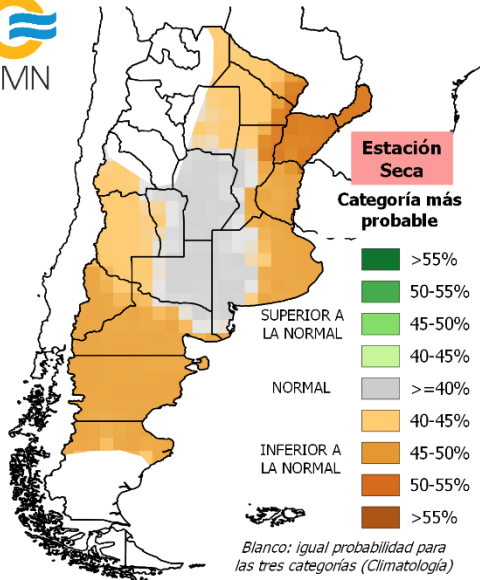 MN
Estación
Seca
Categoría más
probable
>55%
50-55%
45-50%
SUPERIOR A
LA NORMAL
40-45%
NORMAL
>=40%
40-45%
INFERIOR A
LA NORMAL
45-50%
50-55%
>55%
Blanco: igual probabilidad para
las tres categorías (Climatología)